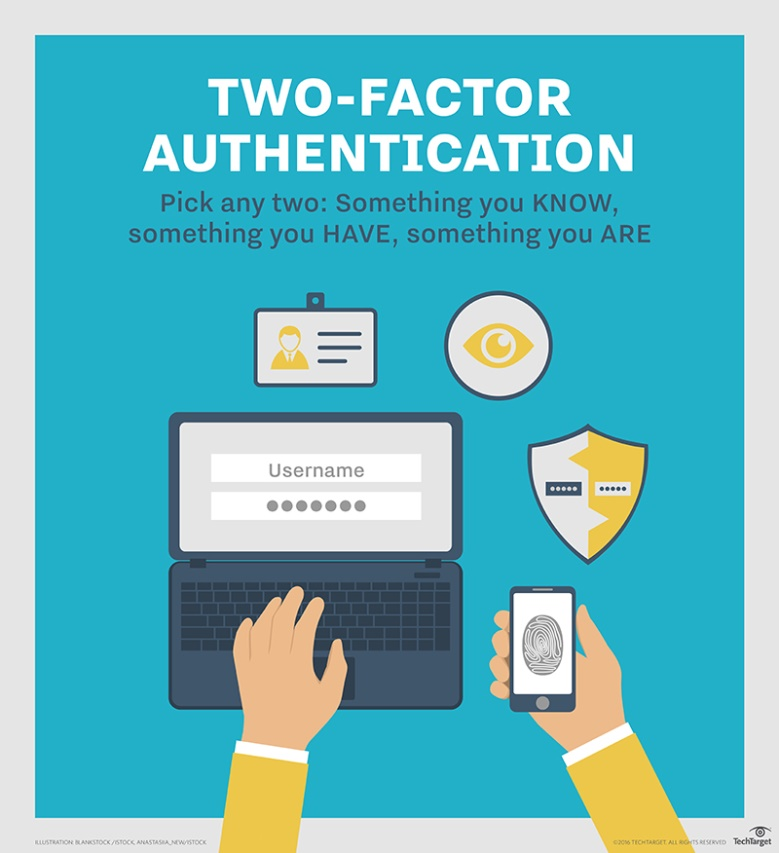 TWO-FACTOR
AUTHENTICATION
Pick any two: Something you KNOW,
something you HAVE, something you ARE
Username
ILLUSTRATION: BLANKSTOCK/ISTOCK, ANASTASIIA_NEW/ISTOCK
©2016 TECHTARGET. ALL RIGHTS RESERVED
TechTarget